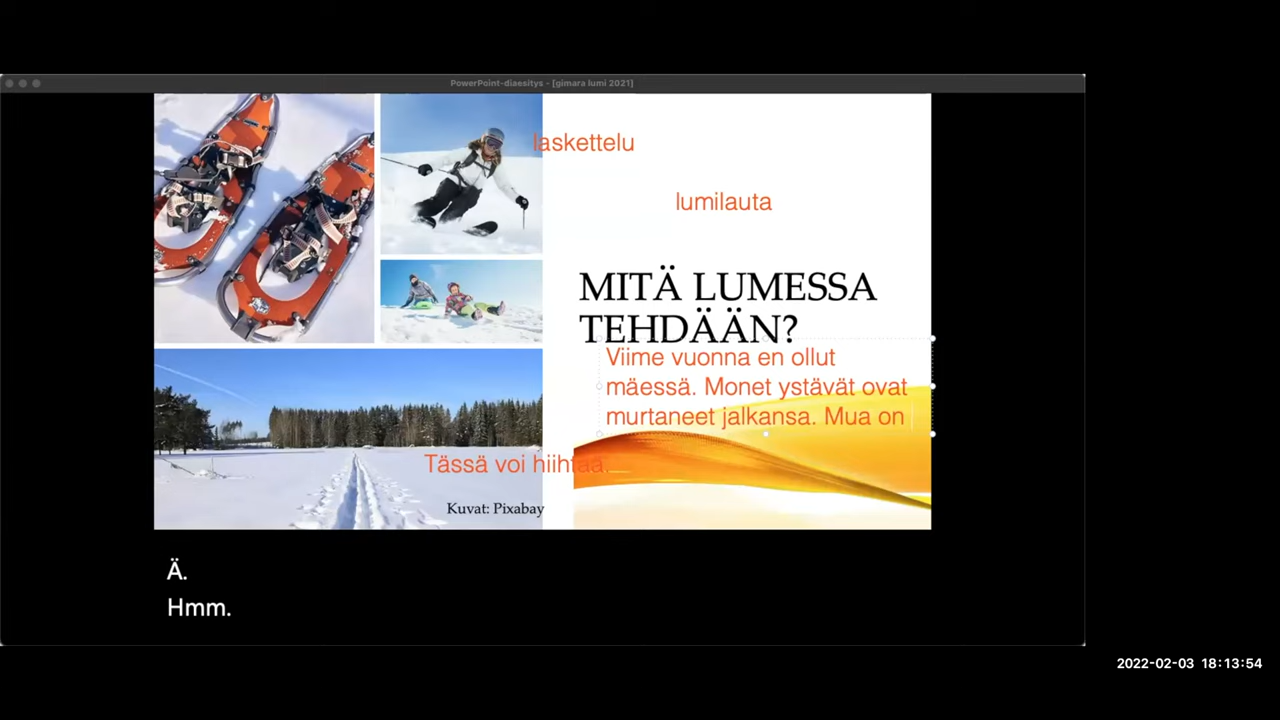 PowerPoint-diaesitys - [gimara lumi 2021]
laskettelu
lumilauta
MITÄ LUMESSA
TEHDÄÄN?
Viime vuonna en ollut
mäessä. Monet ystävät ovat
murtaneet jalkansa. Mua on
Tässä voi hiihtää.
Kuvat: Pixabay
Ä.
Hmm.
2022-02-03 18:13:54